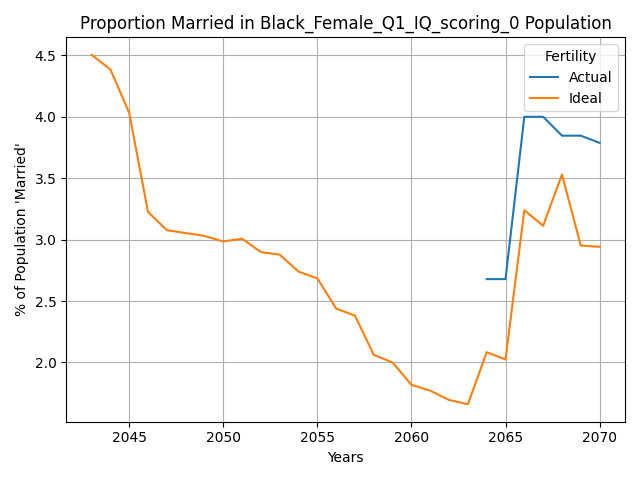 Proportion Married in Black_Female_Q1_IQ_scoring_0 Population
Fertility
Actual
Ideal
% of Population "Married'
4.5
4.0
3.5
3.0
2.5
2.0
2045
2050
2055
2060
2065
2070
Years